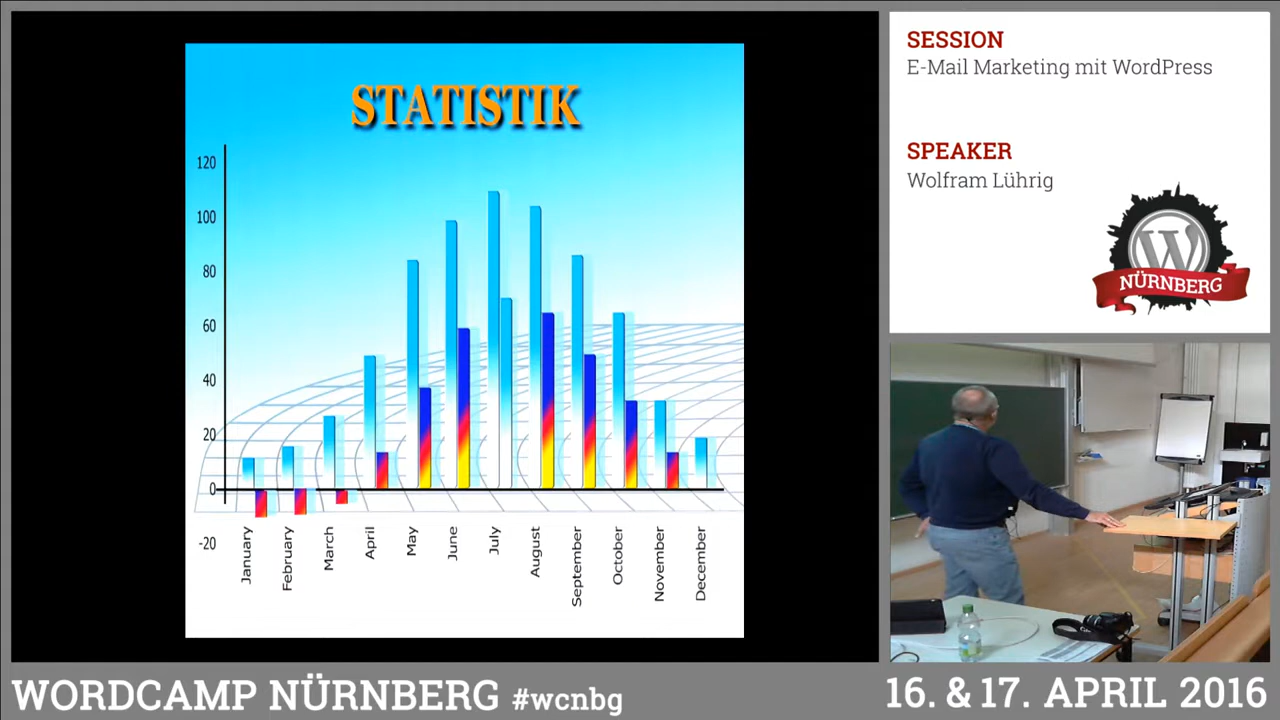 STATISTIK
120
100
80
60
40
20
0
-20
January
February
March
April
May
June
July
August
September
October
November
December
SESSION
E-Mail Marketing mit WordPress
SPEAKER
Wolfram Lührig
W
NÜRNBERG
WORDCAMP NÜRNBERG #wcnbg
16. & 17. APRIL 2016